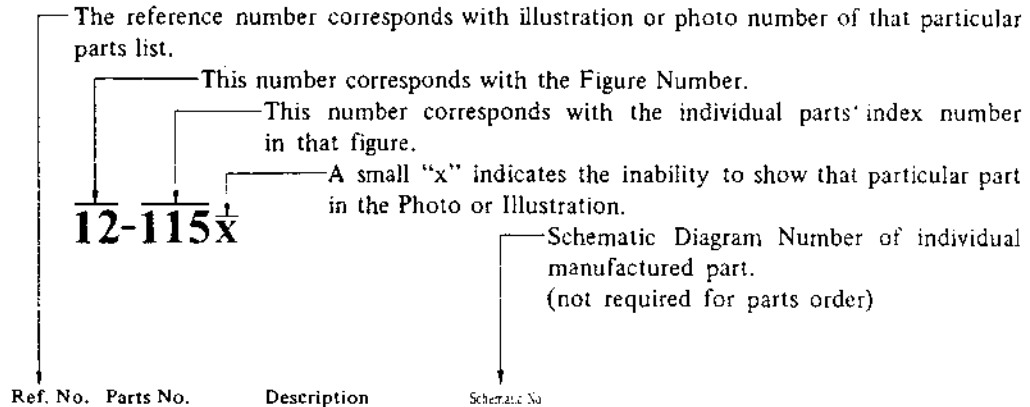 The reference number corresponds with illustration or photo number of that particular
parts list.
This number corresponds with the Figure Number.
This number corresponds with the individual parts' index number
in that figure.
A small “x” indicates the inability to show that particular part
in the Photo or Illustration.
12-115x
Schematic Diagram Number of individual
manufactured part.
(not required for parts order)
Ref. No. Parts No. Description Schematic No